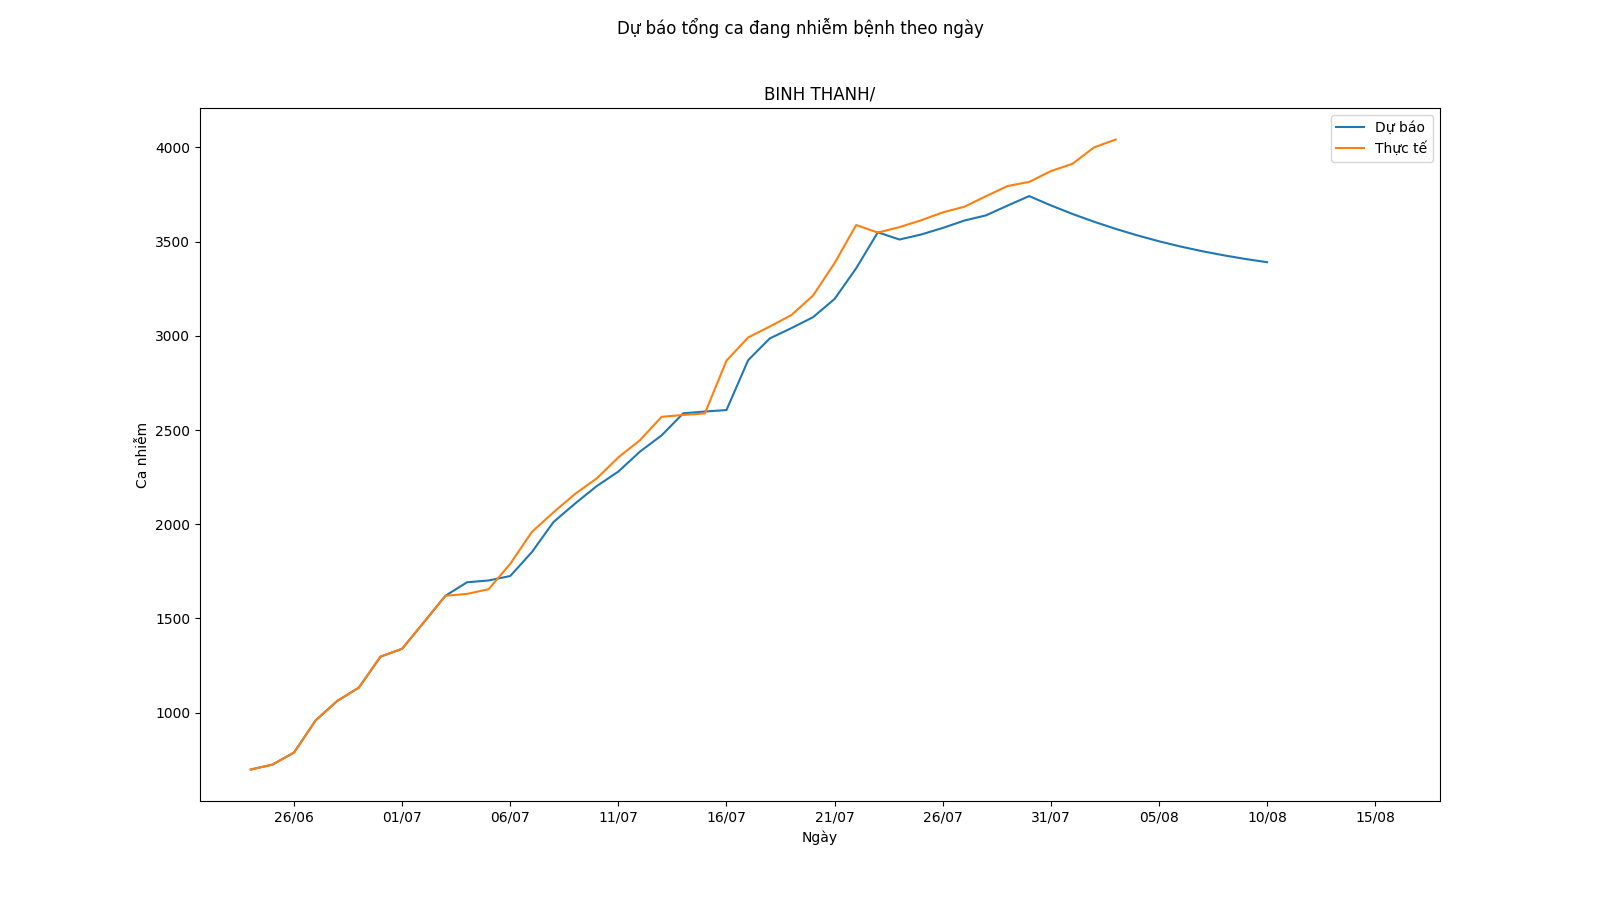 Dự báo tổng ca đang nhiễm bệnh theo ngày
BINH THANH/
Dự báo
Thực tế
Ca nhiễm
4000
3500
3000
2500
2000
1500
1000
26/06 01/07 06/07 11/07 16/07 21/07 26/07 31/07 05/08 10/08 15/08
Ngày